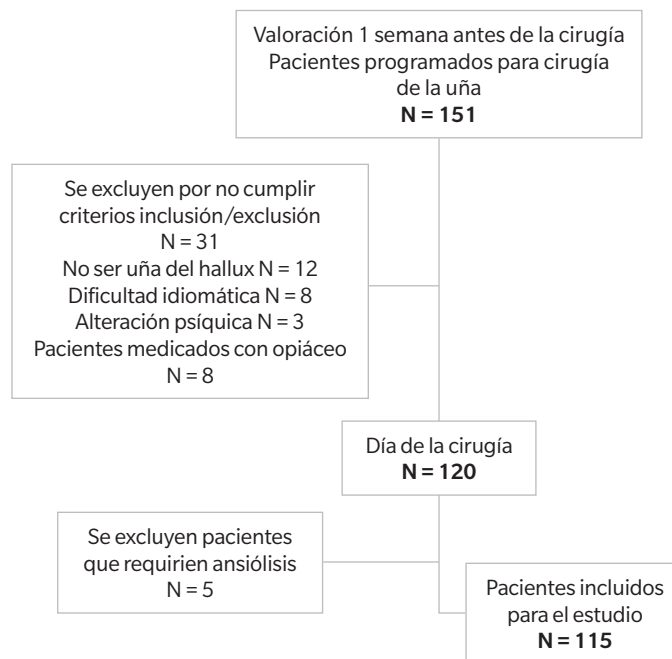 Valoración 1 semana antes de la cirugía
Pacientes programados para cirugía
de la uña
N = 151
Se excluyen por no cumplir
criterios inclusión/exclusión
N = 31
No ser uña del hallux N = 12
Dificultad idiomática N = 8
Alteración psíquica N = 3
Pacientes medicados con opiáceo
N = 8
Día de la cirugía
N = 120
Se excluyen pacientes
que requirien ansiólisis
N = 5
Pacientes incluidos
para el estudio
N = 115